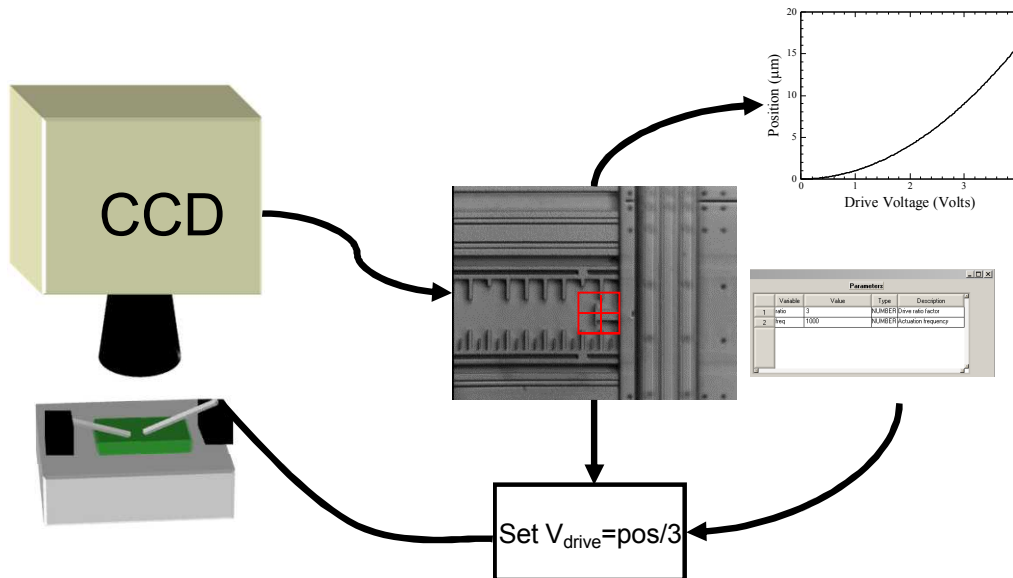 CCD
20
15
10
5
0
Position (μm)
0 1 2 3
Drive Voltage (Volts)
Parameters
Variable Value Type Description
1 ratio 3 NUMBER Drive ratio factor
2 freq 1000 NUMBER Actuation frequency
Set Vdrive=pos/3